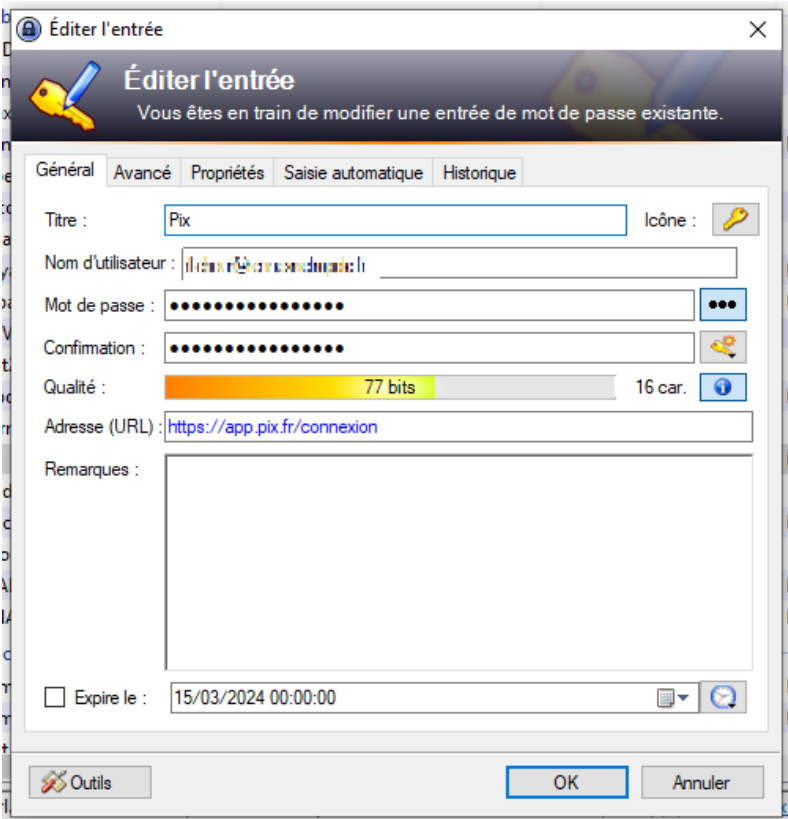 Éditer l'entrée
Éditer l'entrée
Vous êtes en train de modifier une entrée de mot de passe existante.
Général Avancé Propriétés Saisie automatique Historique
Titre : Pix Icône :
Nom d'utilisateur :
Mot de passe : ●●●●●●●●●●●●●●●● ●●●
Confirmation : ●●●●●●●●●●●●●●●●
Qualité : 77 bits 16 car.
Adresse (URL) : https://app.pix.fr/connexion
Remarques :
Expire le : 15/03/2024 00:00:00
Outils OK Annuler